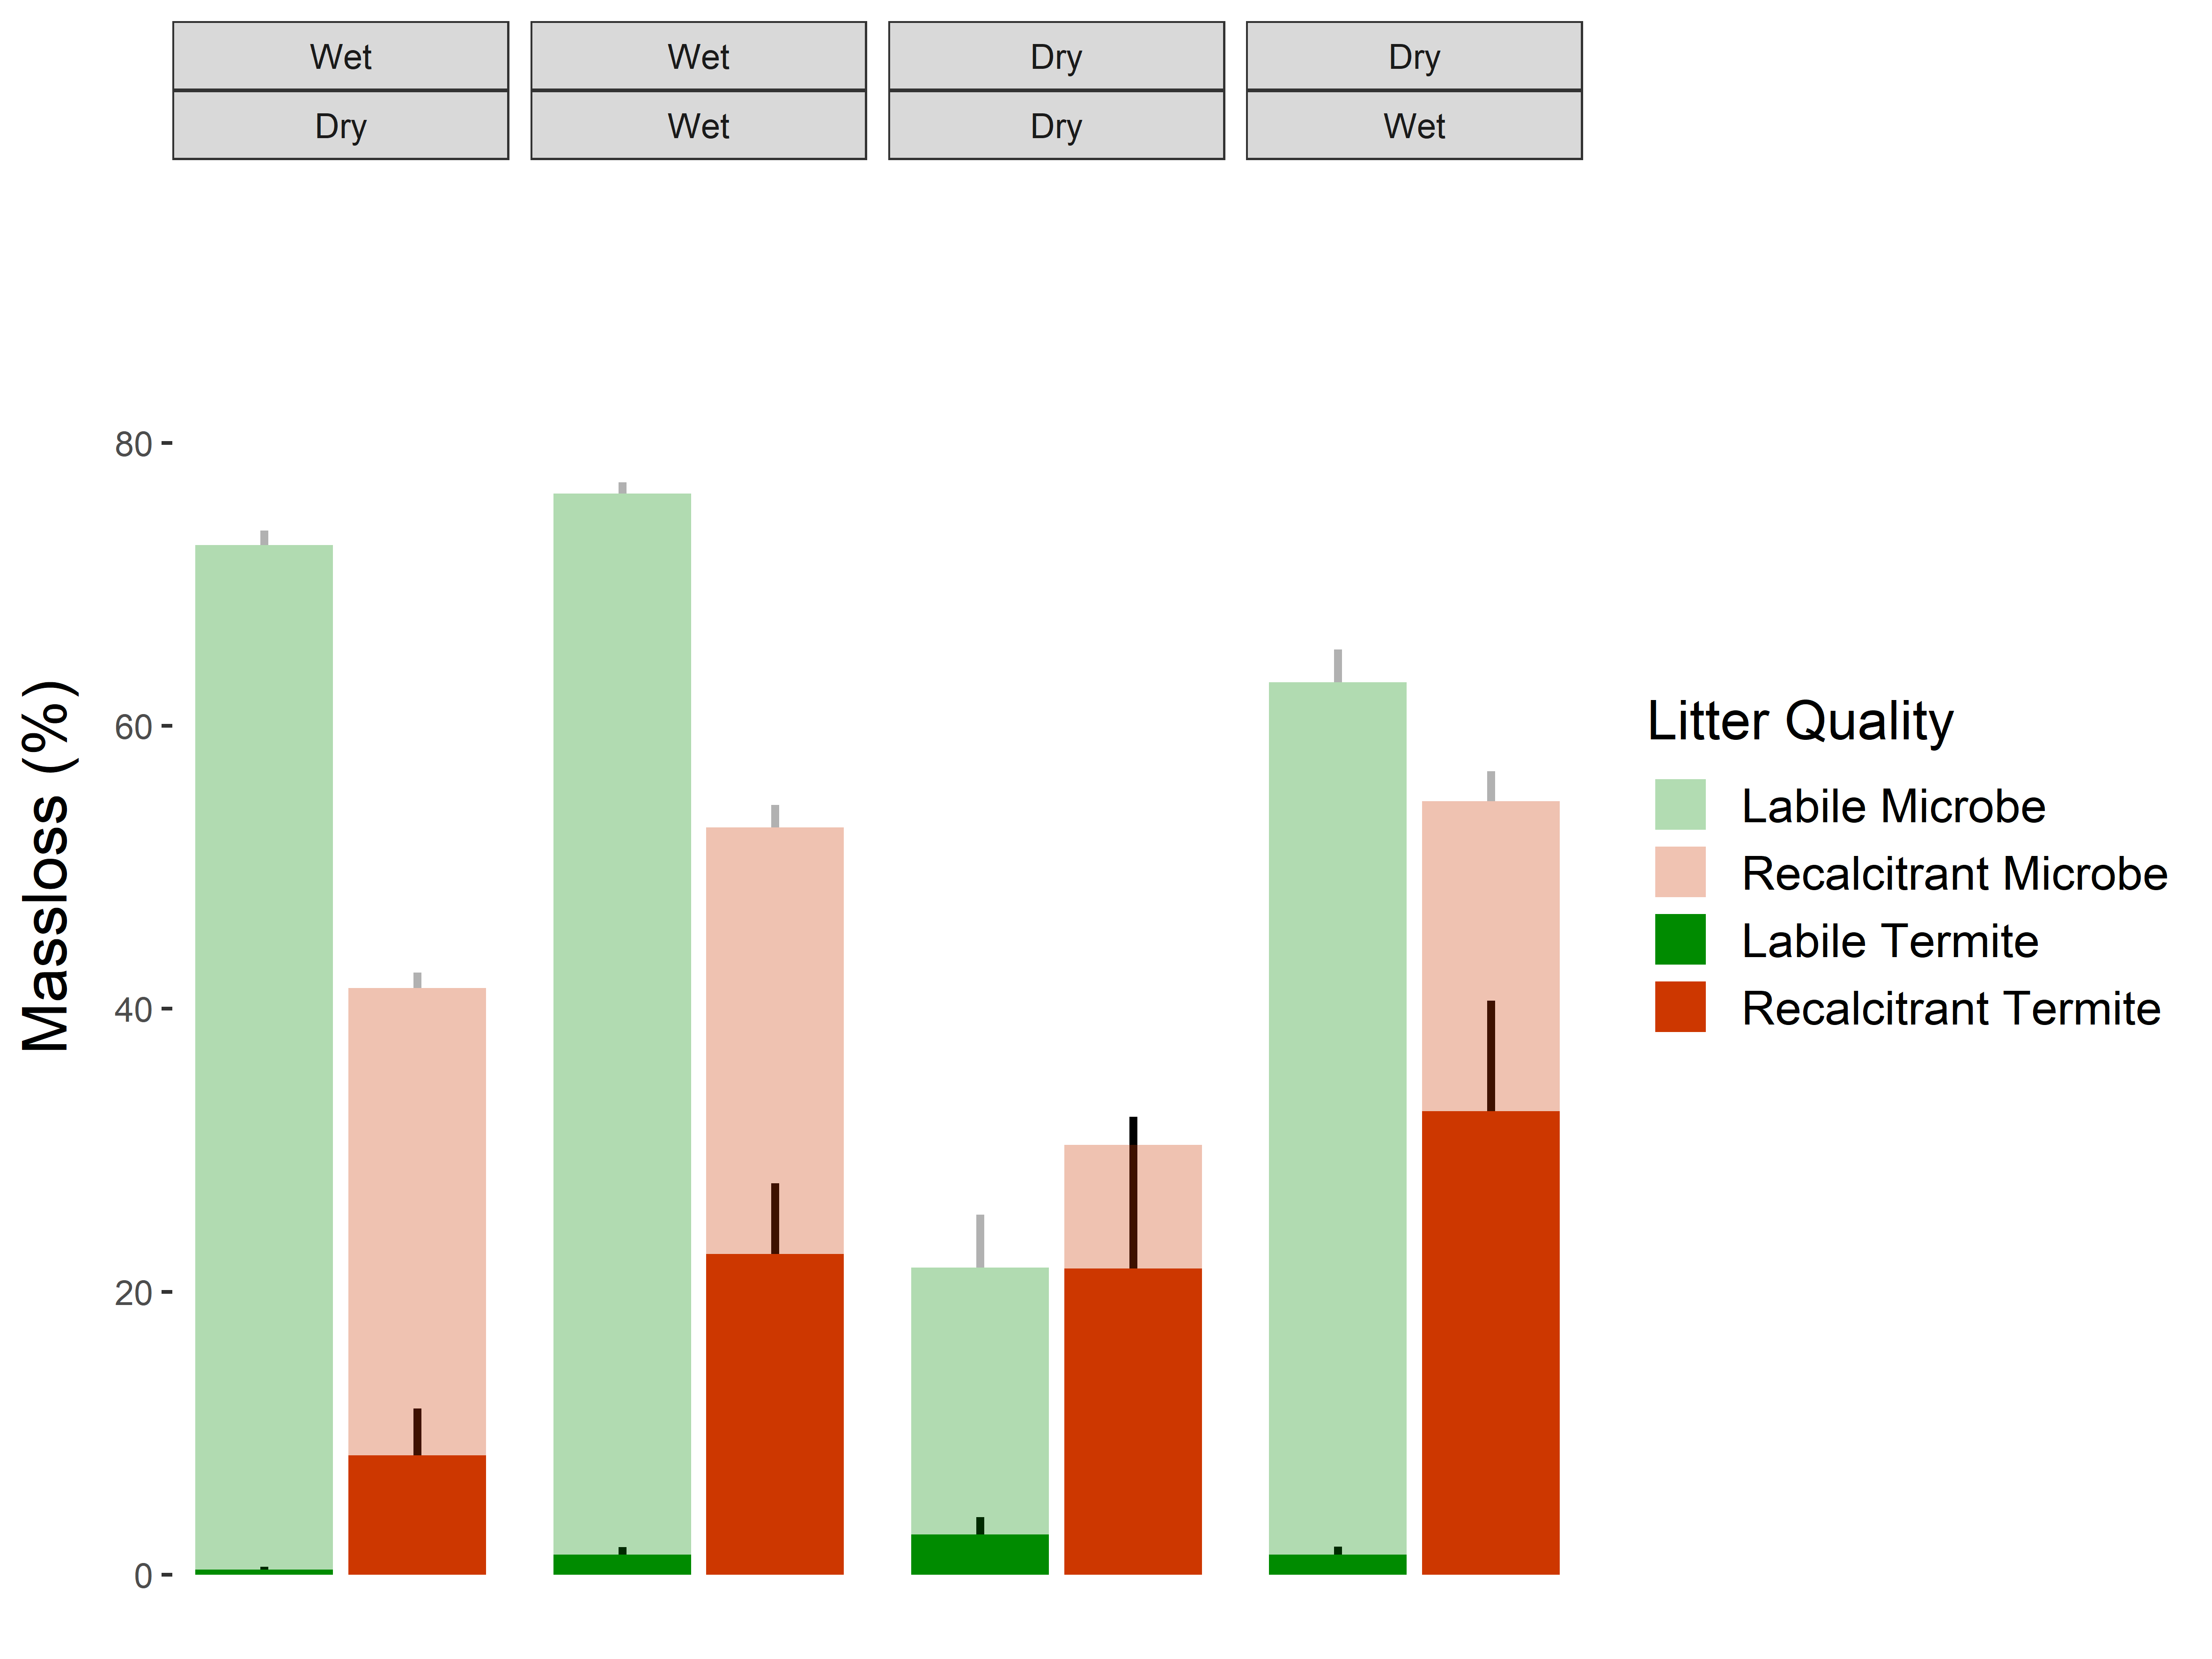 Wet Wet Dry Dry
Dry Wet Dry Wet
80
60
40
20
0
Massloss (%)
Litter Quality
Labile Microbe
Recalcitrant Microbe
Labile Termite
Recalcitrant Termite